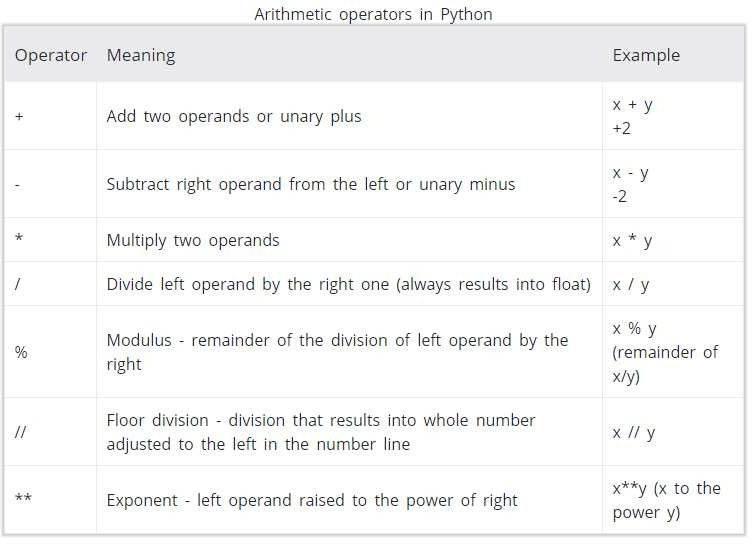 Arithmetic operators in Python
Operator Meaning Example
+ Add two operands or unary plus x + y
+2
- Subtract right operand from the left or unary minus x - y
-2
* Multiply two operands x * y
/ Divide left operand by the right one (always results into float) x / y
% Modulus - remainder of the division of left operand by the
right
x % y
(remainder of
x/y)
// Floor division - division that results into whole number
adjusted to the left in the number line
x // y
** Exponent - left operand raised to the power of right x**y (x to the
power y)